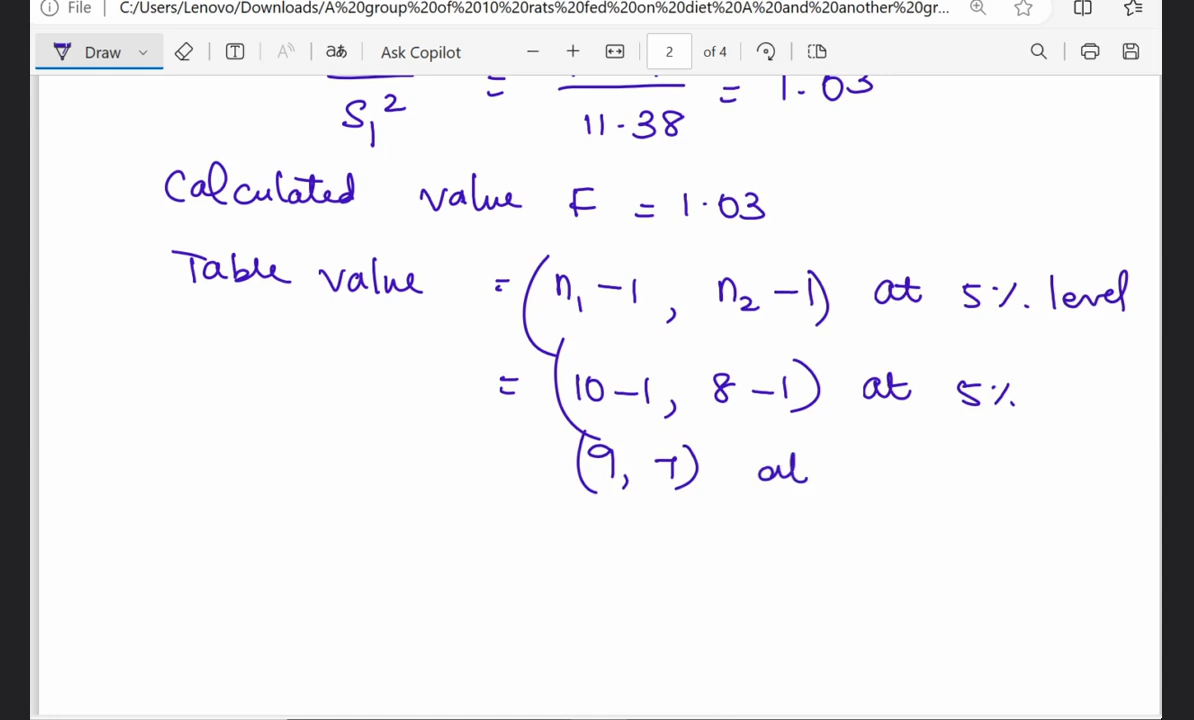 File C:/Users/Lenovo/Downloads/A%20group%20of%2010%20rats%20fed%20on%20diet%20A%20and%20another%20gr...
Draw Ask Copilot 2 of 4
S₁² = 11.38 = 1.03
Calculated value F = 1.03
Table value = (n₁-1, n₂-1) at 5% level
= (10-1, 8-1) at 5%
(9, 7) at